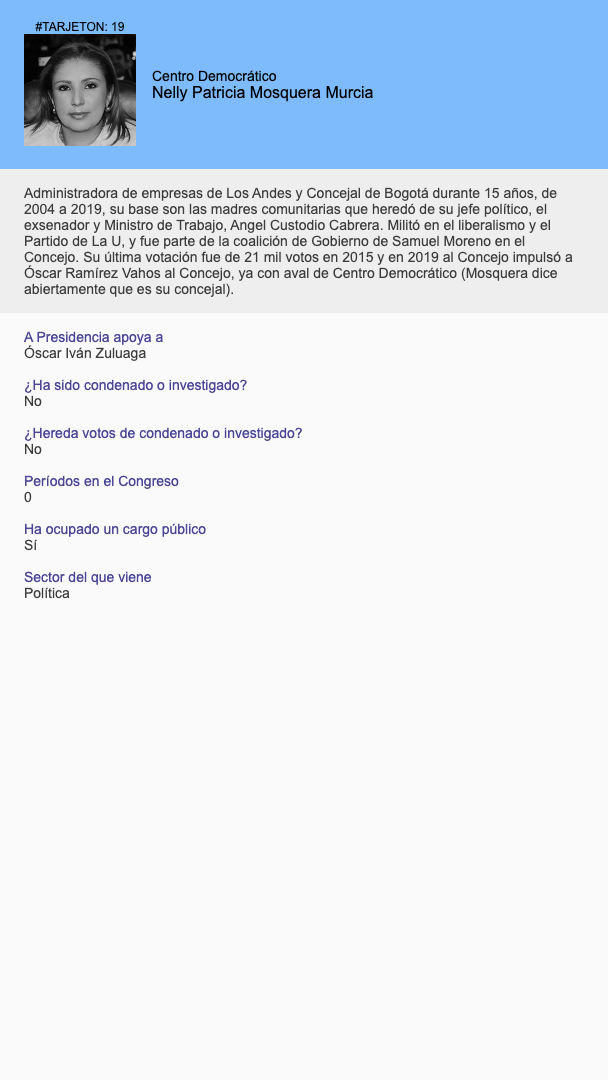 #TARJETON: 19
Centro Democrático
Nelly Patricia Mosquera Murcia
Administradora de empresas de Los Andes y Concejal de Bogotá durante 15 años, de
2004 a 2019, su base son las madres comunitarias que heredó de su jefe político, el
exsenador y Ministro de Trabajo, Angel Custodio Cabrera. Militó en el liberalismo y el
Partido de La U, y fue parte de la coalición de Gobierno de Samuel Moreno en el
Concejo. Su última votación fue de 21 mil votos en 2015 y en 2019 al Concejo impulsó a
Óscar Ramírez Vahos al Concejo, ya con aval de Centro Democrático (Mosquera dice
abiertamente que es su concejal).
A Presidencia apoya a
Óscar Iván Zuluaga
¿Ha sido condenado o investigado?
No
¿Hereda votos de condenado o investigado?
No
Períodos en el Congreso
0
Ha ocupado un cargo público
Sí
Sector del que viene
Política